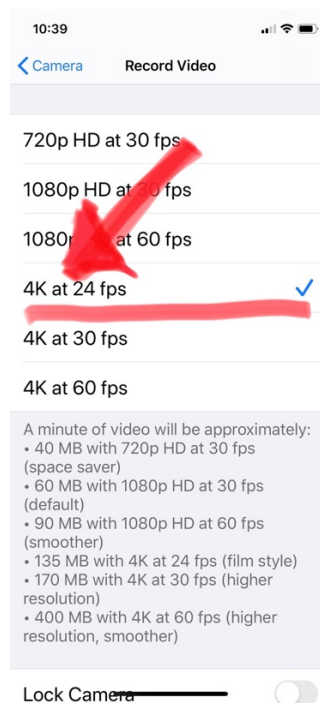 10:39
Camera
Record Video
720p HD at 30 fps
1080p HD at 30 fps
1080p at 60 fps
4K at 24 fps
4K at 30 fps
4K at 60 fps
A minute of video will be approximately:
• 40 MB with 720p HD at 30 fps
(space saver)
• 60 MB with 1080p HD at 30 fps
(default)
• 90 MB with 1080p HD at 60 fps
(smoother)
• 135 MB with 4K at 24 fps (film style)
• 170 MB with 4K at 30 fps (higher
resolution)
• 400 MB with 4K at 60 fps (higher
resolution, smoother)
Lock Camera